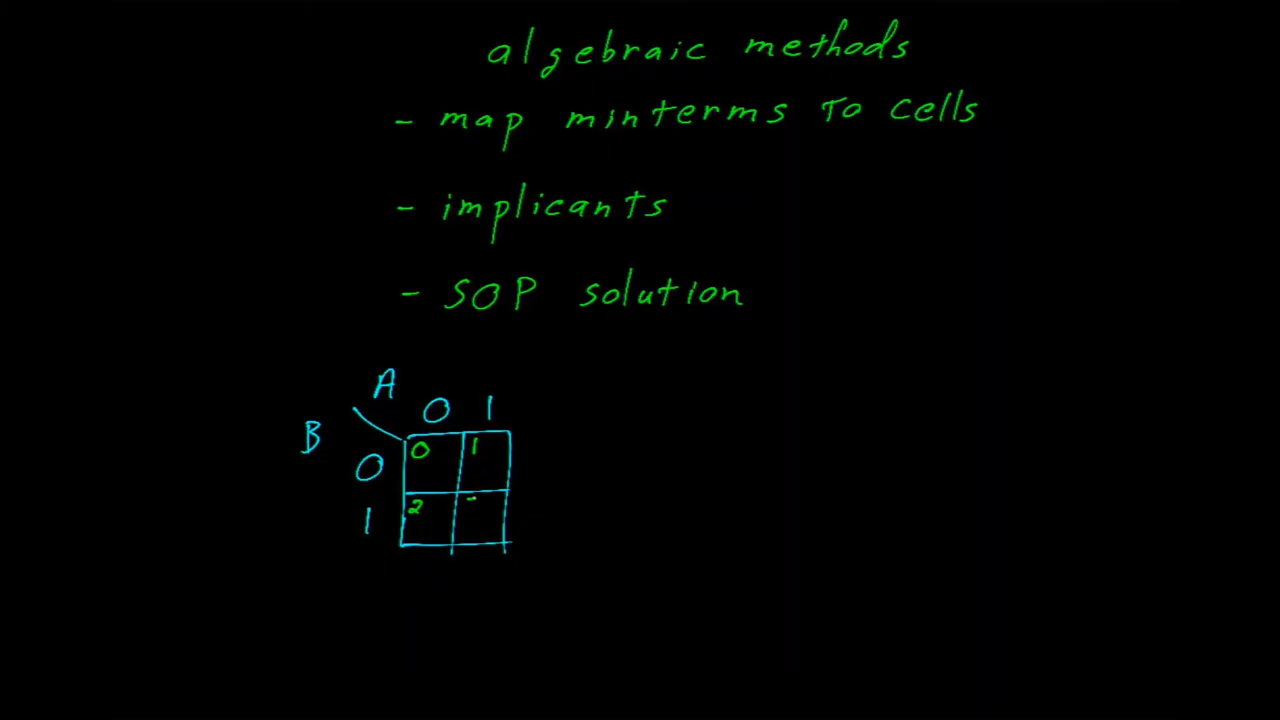 algebraic methods
- map minterms to cells
- implicants
- SOP solution
A
0 1
B
0 0 1
1 2